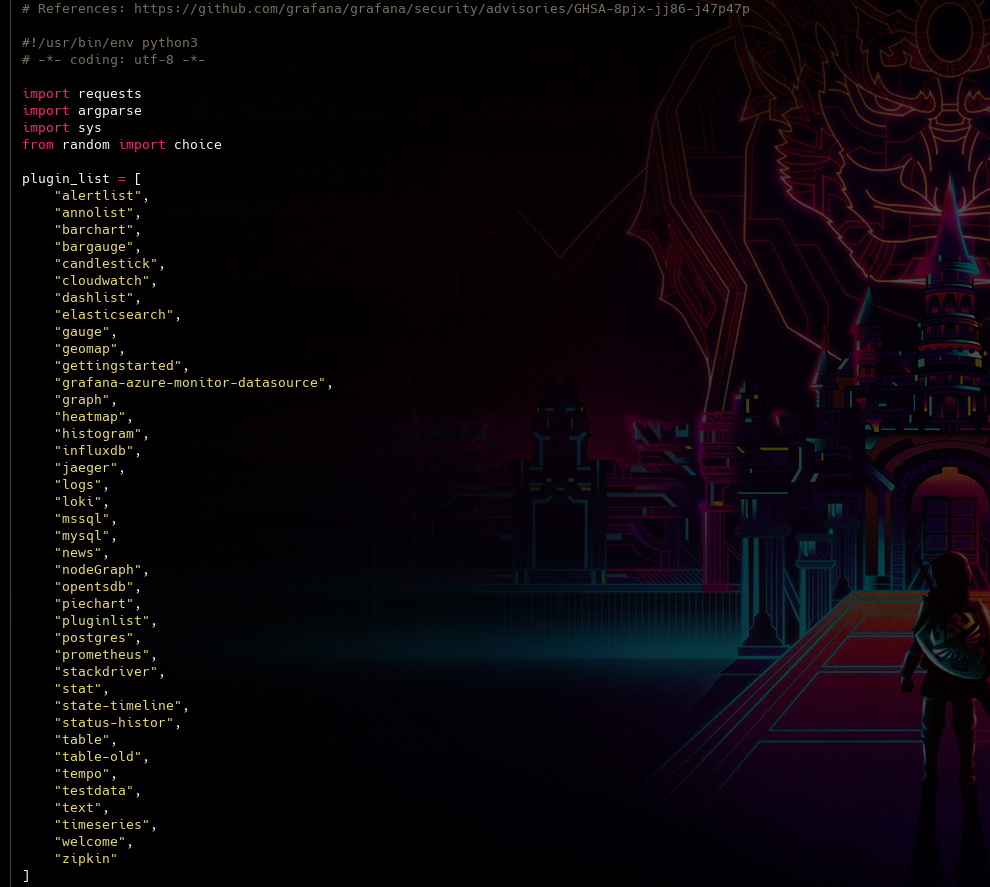 # References: https://github.com/grafana/grafana/security/advisories/GHSA-8pjx-jj86-j47p47p
#!/usr/bin/env python3
# -*- coding: utf-8 -*-
import requests
import argparse
import sys
from random import choice
plugin_list = [
"alertlist",
"annolist",
"barchart",
"bargauge",
"candlestick",
"cloudwatch",
"dashlist",
"elasticsearch",
"gauge",
"geomap",
"gettingstarted",
"grafana-azure-monitor-datasource",
"graph",
"heatmap",
"histogram",
"influxdb",
"jaeger",
"logs",
"loki",
"mssql",
"mysql",
"news",
"nodeGraph",
"opentsdb",
"piechart",
"pluginlist",
"postgres",
"prometheus",
"stackdriver",
"stat",
"state-timeline",
"status-histor",
"table",
"table-old",
"tempo",
"testdata",
"text",
"timeseries",
"welcome",
"zipkin"
]